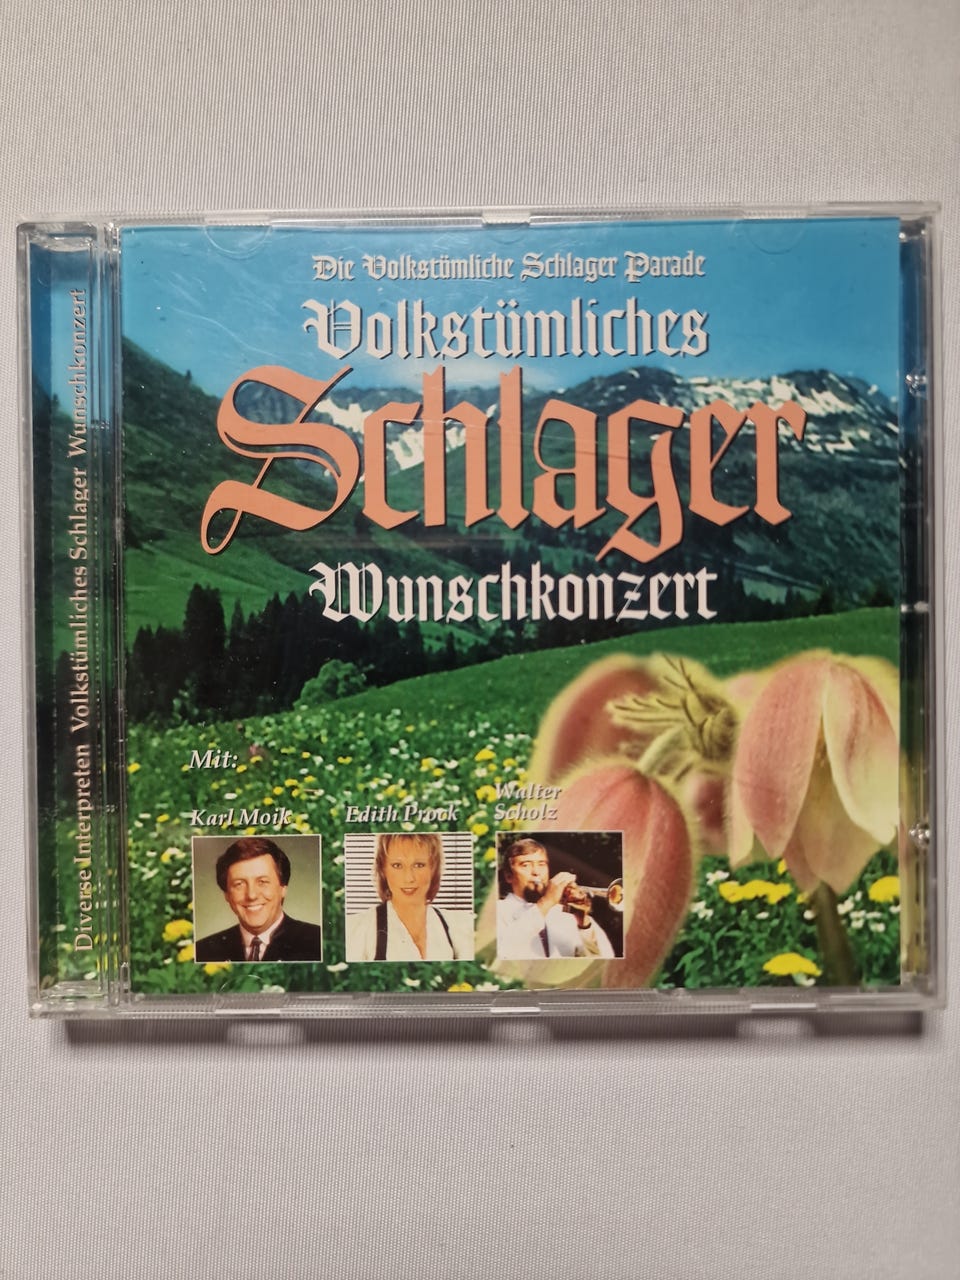 Die Volkstümliche Schlager Parade
Volkstümliches
Schlager
Wunschkonzert
Mit:
Karl Moik
Edith Prock
Walter
Scholz
Diverse Interpreten Volkstümliches Schlager Wunschkonzert